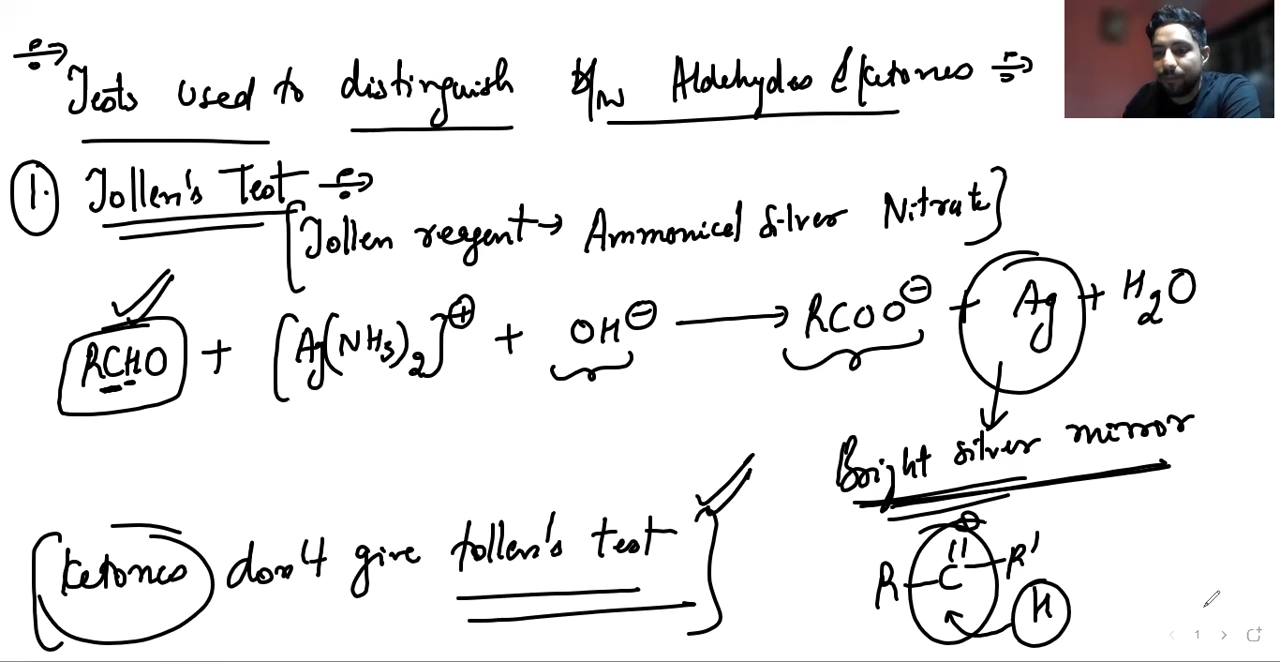 Tests used to distinguish b/w Aldehydes & ketones
1. Tollen's Test
[Tollen reagent → Ammonical Silver Nitrate]
RCHO + [Ag(NH3)2]⊕ + OH⊖ → RCOO⊖ + Ag + H2O
Bright silver mirror
[ketones don't give tollen's test]
O
R-C-R'
H
1